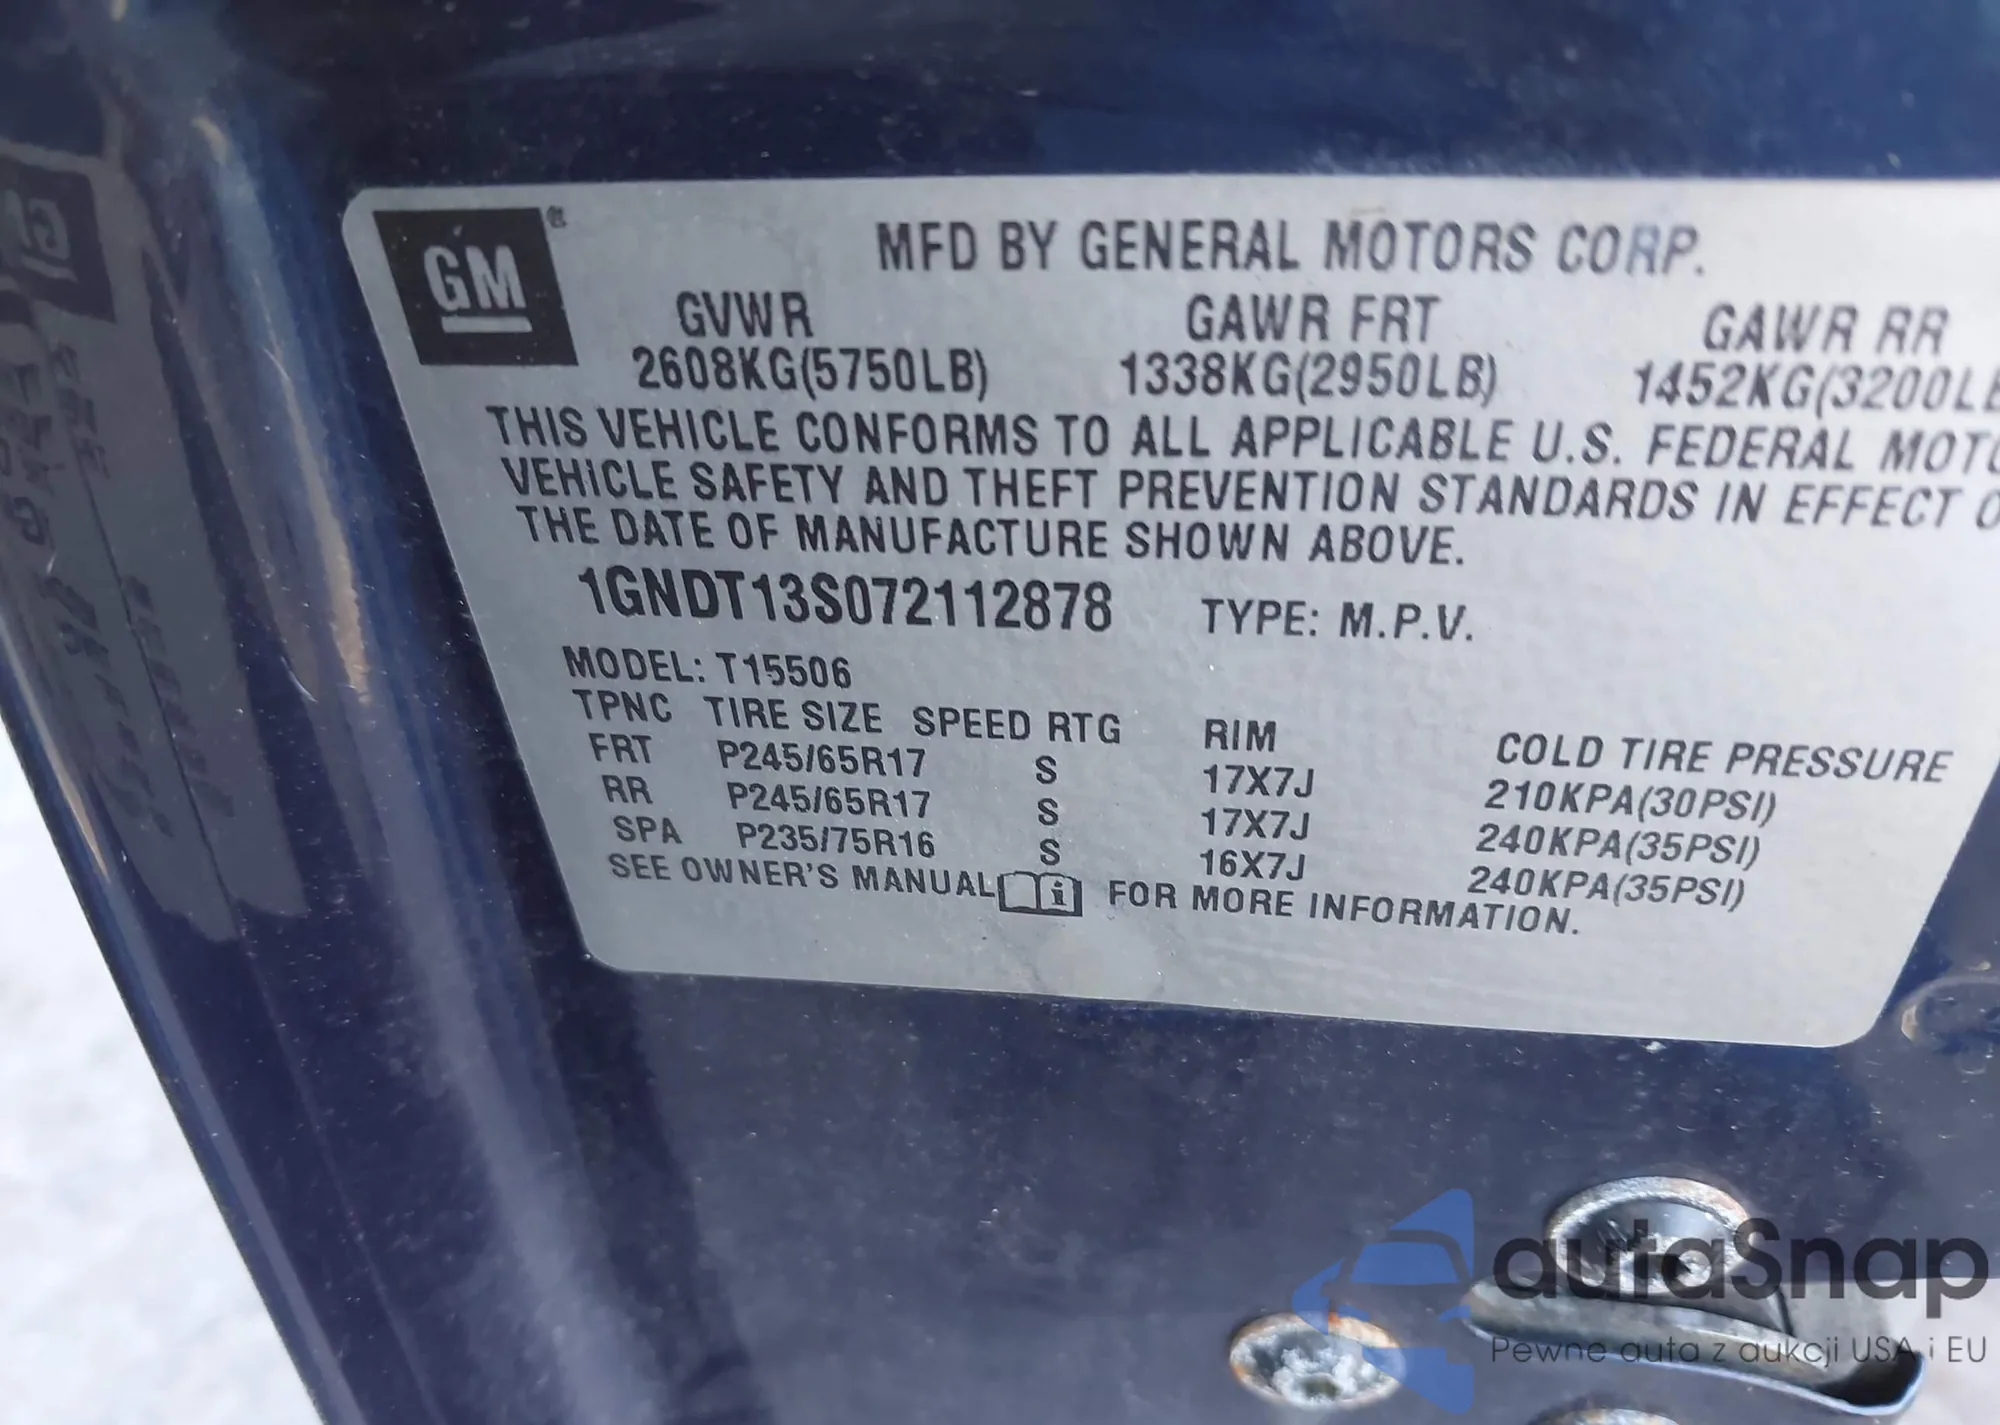 GM
MFD BY GENERAL MOTORS CORP.
GVWR GAWR FRT GAWR RR
2608KG(5750LB) 1338KG(2950LB) 1452KG(3200LB
THIS VEHICLE CONFORMS TO ALL APPLICABLE U.S. FEDERAL MOTO
VEHICLE SAFETY AND THEFT PREVENTION STANDARDS IN EFFECT O
THE DATE OF MANUFACTURE SHOWN ABOVE.
1GNDT13S072112878 TYPE: M.P.V.
MODEL: T15506
TPNC TIRE SIZE SPEED RTG RIM COLD TIRE PRESSURE
FRT P245/65R17 S 17X7J 210KPA(30PSI)
RR P245/65R17 S 17X7J 240KPA(35PSI)
SPA P235/75R16 S 16X7J 240KPA(35PSI)
SEE OWNER'S MANUAL FOR MORE INFORMATION.
autaSnap
Pewne auta z aukcji USA i EU